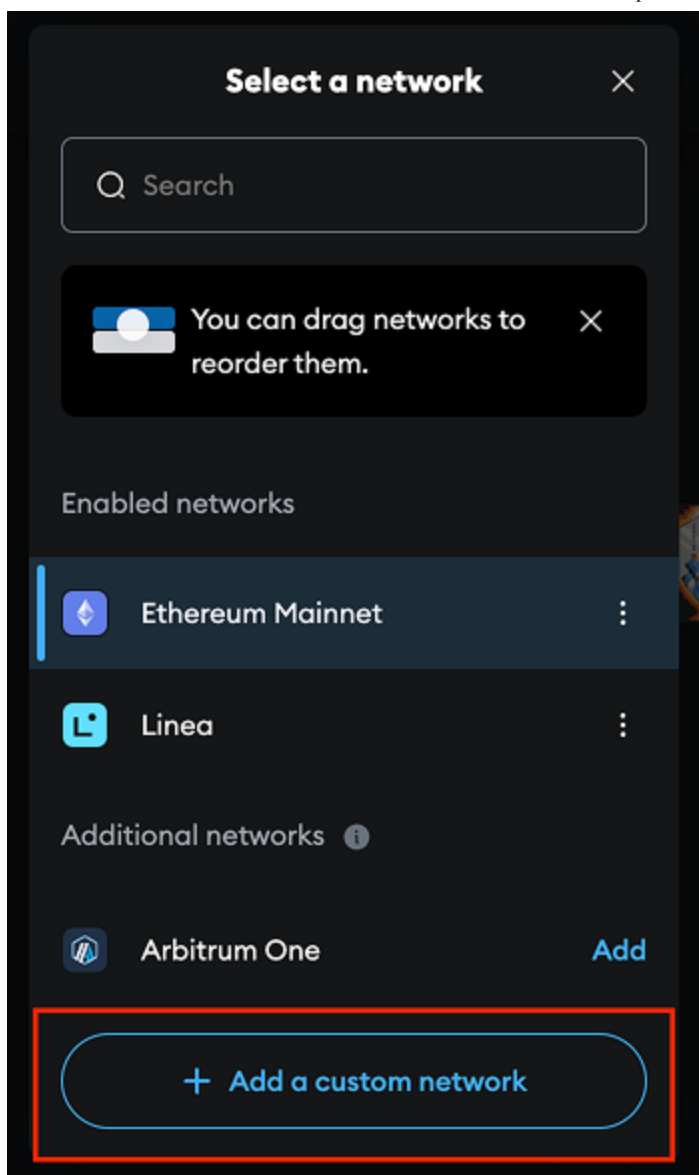 Select a network
Search
You can drag networks to
reorder them.
Enabled networks
Ethereum Mainnet
Linea
Additional networks
Arbitrum One Add
+ Add a custom network